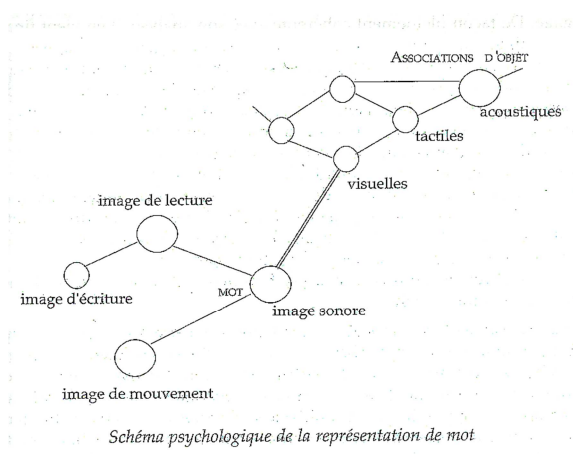 ASSOCIATIONS D'OBJET
acoustiques
tactiles
visuelles
image de lecture
MOT
image d'écriture
image sonore
image de mouvement
Schéma psychologique de la représentation de mot